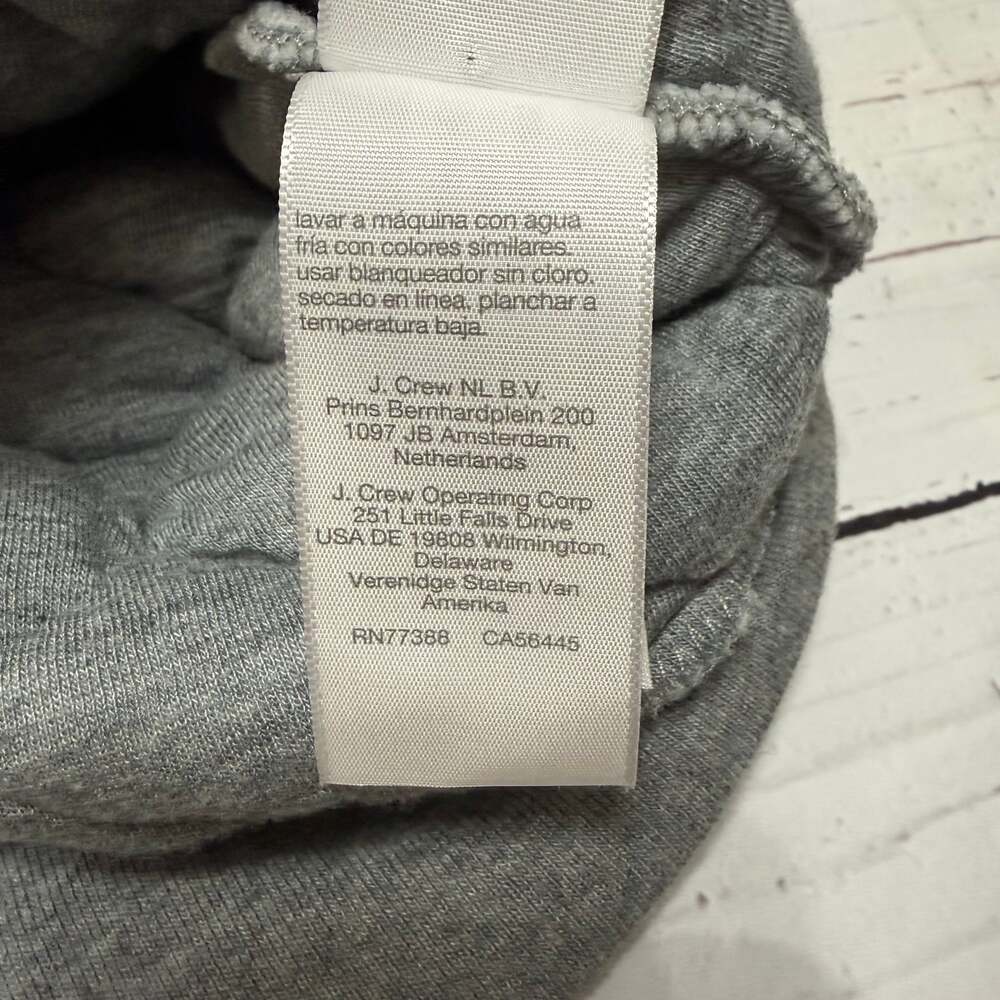 lavar a máquina con agua
fría con colores similares.
usar blanqueador sin cloro.
secado en línea, planchar a
temperatura baja.
J. Crew NL B.V.
Prins Bernhardplein 200
1097 JB Amsterdam,
Netherlands
J. Crew Operating Corp
251 Little Falls Drive
USA DE 19808 Wilmington,
Delaware
Verenidge Staten Van
Amerika
RN77388 CA56445